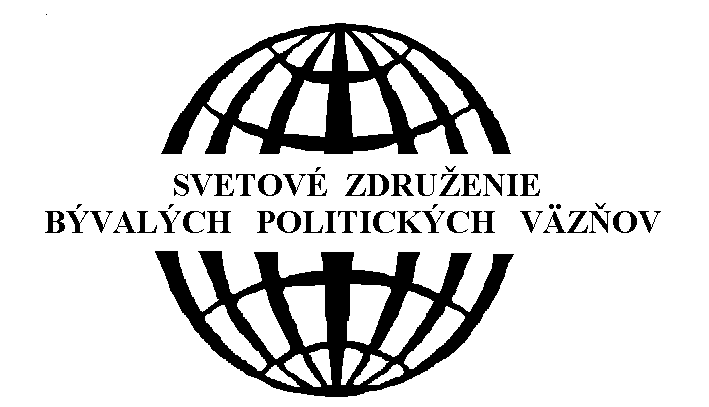 SVETOVÉ ZDRUŽENIE
BÝVALÝCH POLITICKÝCH VÄZŇOV